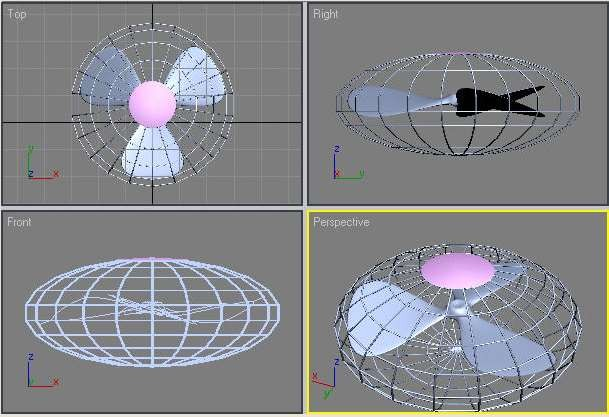 Top
y
z x
Right
z
x y
Front
z
y x
Perspective
z
x
y